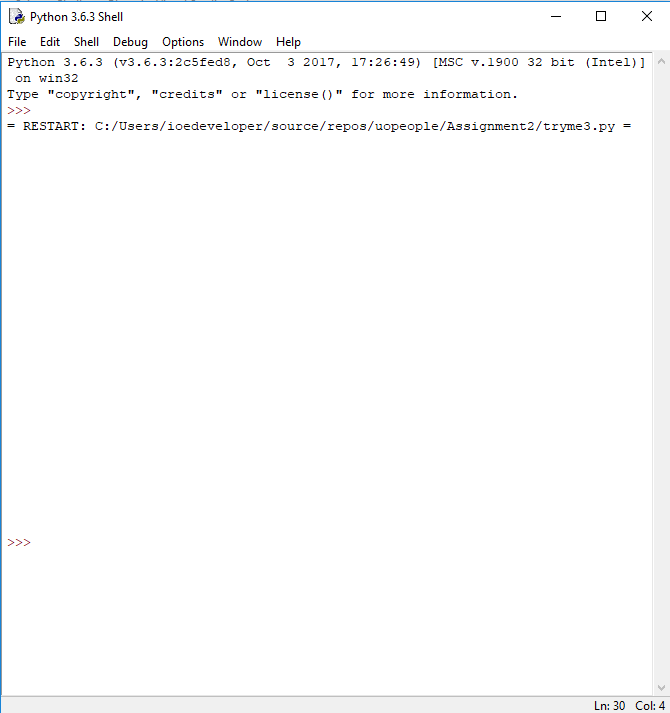 Python 3.6.3 Shell
File Edit Shell Debug Options Window Help
Python 3.6.3 (v3.6.3:2c5fed8, Oct  3 2017, 17:26:49) [MSC v.1900 32 bit (Intel)]
 on win32
Type "copyright", "credits" or "license()" for more information.
>>>
= RESTART: C:/Users/ioedeveloper/source/repos/uopeople/Assignment2/tryme3.py =
>>>
Ln: 30 Col: 4